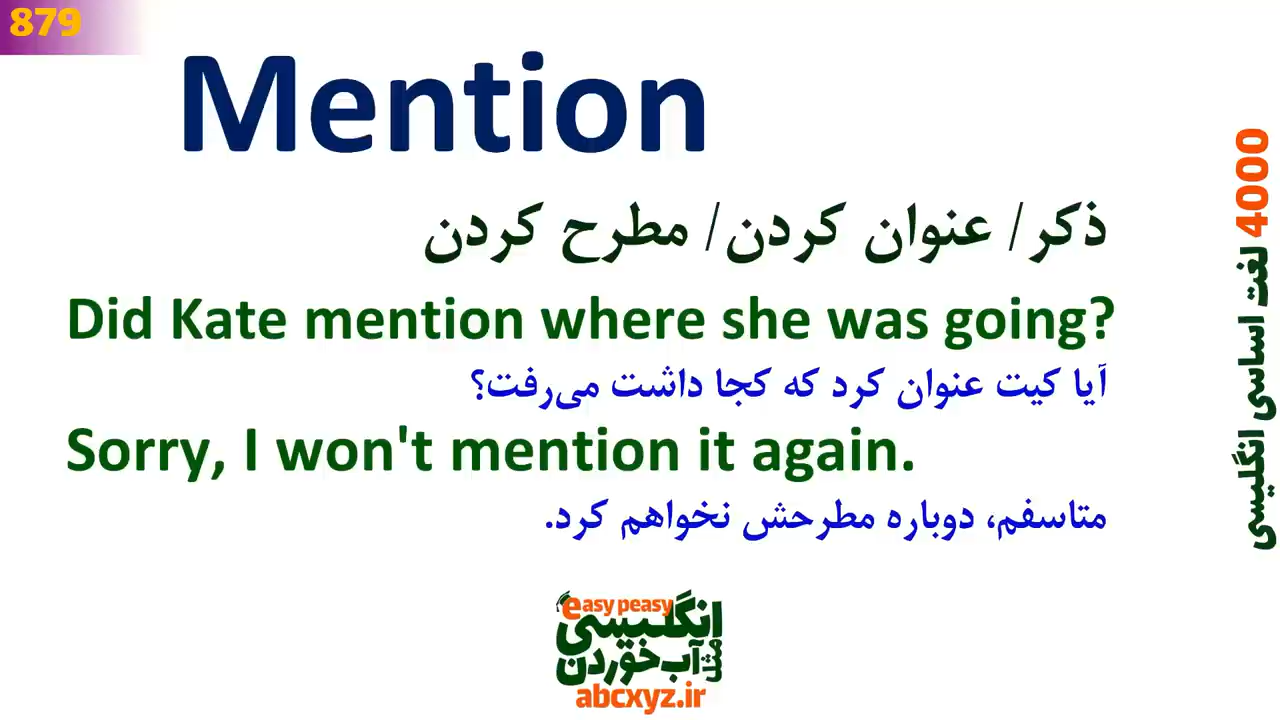 879
Mention
ذکر/ عنوان کردن/ مطرح کردن
Did Kate mention where she was going?
آیا کیت عنوان کرد که کجا داشت می‌رفت؟
Sorry, I won't mention it again.
متاسفم، دوباره مطرحش نخواهم کرد.
4000 لغت اساسی انگلیسی
easy peasy
انگلیسی
مثل آب خوردن
abcxyz.ir